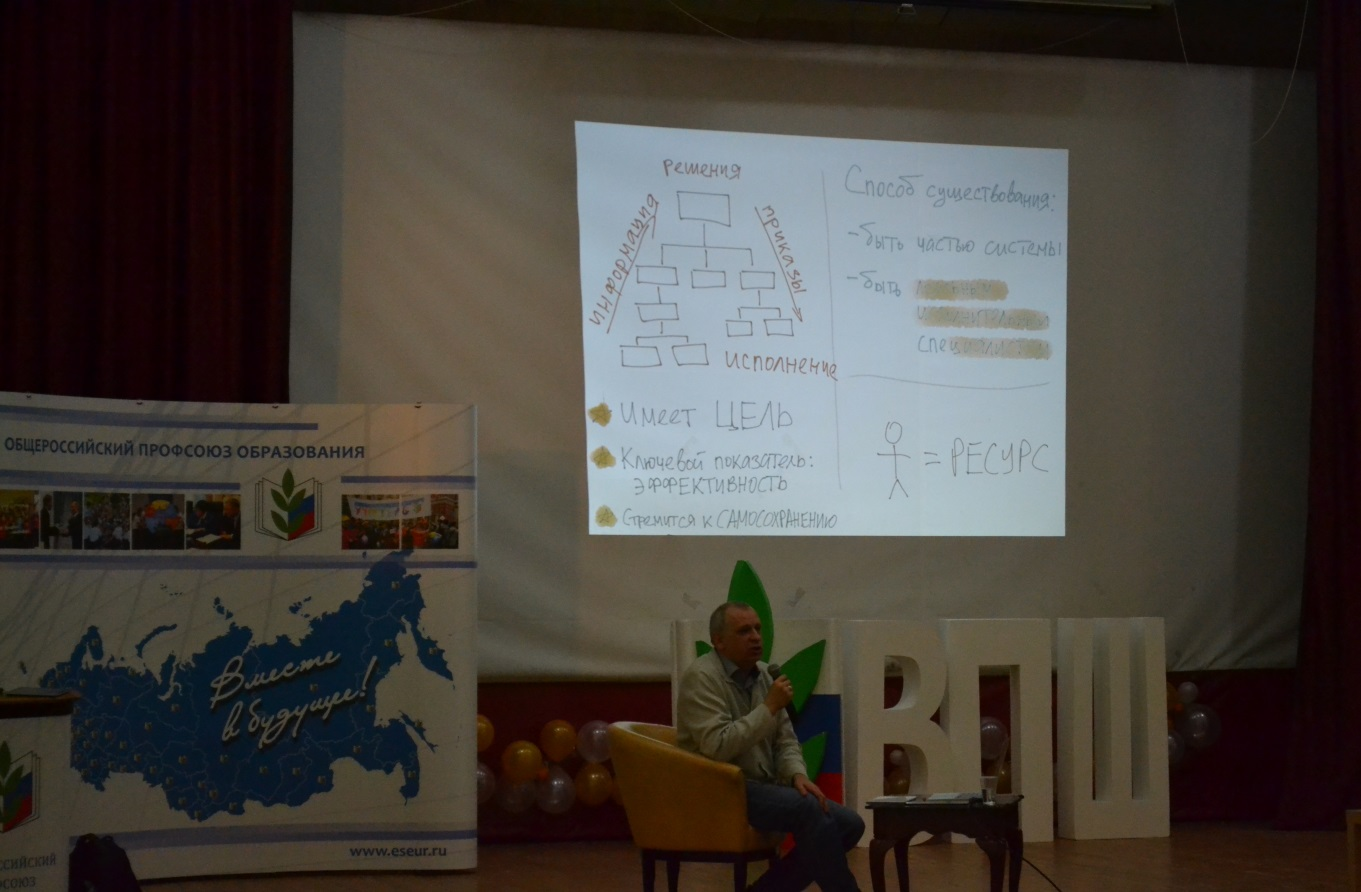 решения
информация
приказы
исполнение
Имеет ЦЕЛЬ
Ключевой показатель:
ЭФФЕКТИВНОСТЬ
Стремится к САМОСОХРАНЕНИЮ
Способ существования:
-быть частью системы
-быть
= РЕСУРС
ОБЩЕРОССИЙСКИЙ ПРОФСОЮЗ ОБРАЗОВАНИЯ
Вместе
в будущее!
www.eseur.ru
ВПШ